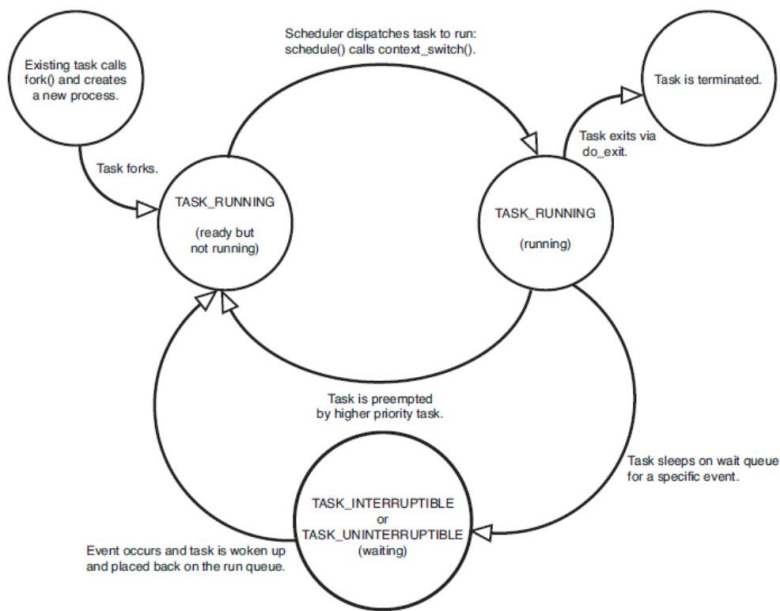 Scheduler dispatches task to run:
schedule() calls context_switch().
Existing task calls
fork() and creates
a new process.
Task is terminated.
Task exits via
do_exit.
Task forks.
TASK_RUNNING
(ready but
not running)
TASK_RUNNING
(running)
Task is preempted
by higher priority task.
Task sleeps on wait queue
for a specific event.
TASK_INTERRUPTIBLE
or
TASK_UNINTERRUPTIBLE
(waiting)
Event occurs and task is woken up
and placed back on the run queue.